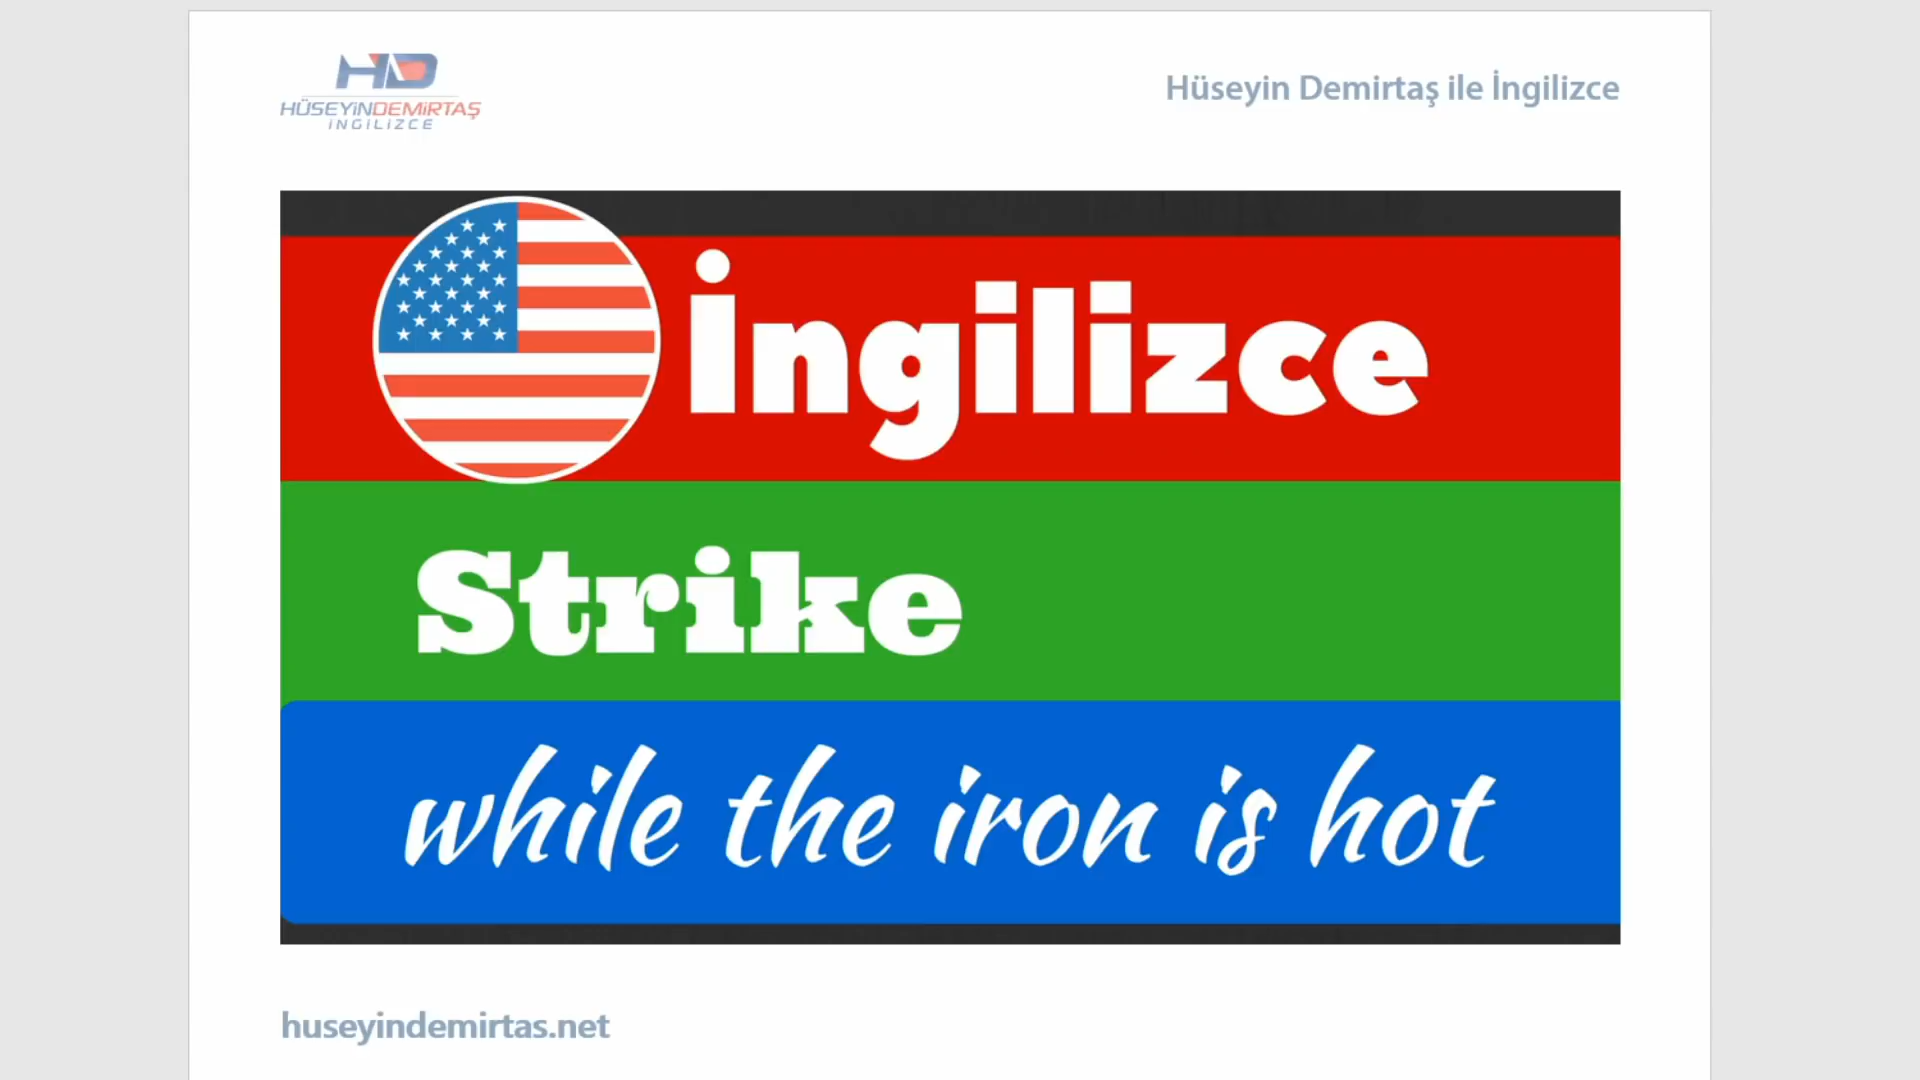 HD
HÜSEYİNDEMİRTAŞ
İNGİLİZCE
Hüseyin Demirtaş ile İngilizce
İngilizce
Strike
while the iron is hot
huseyindemirtas.net